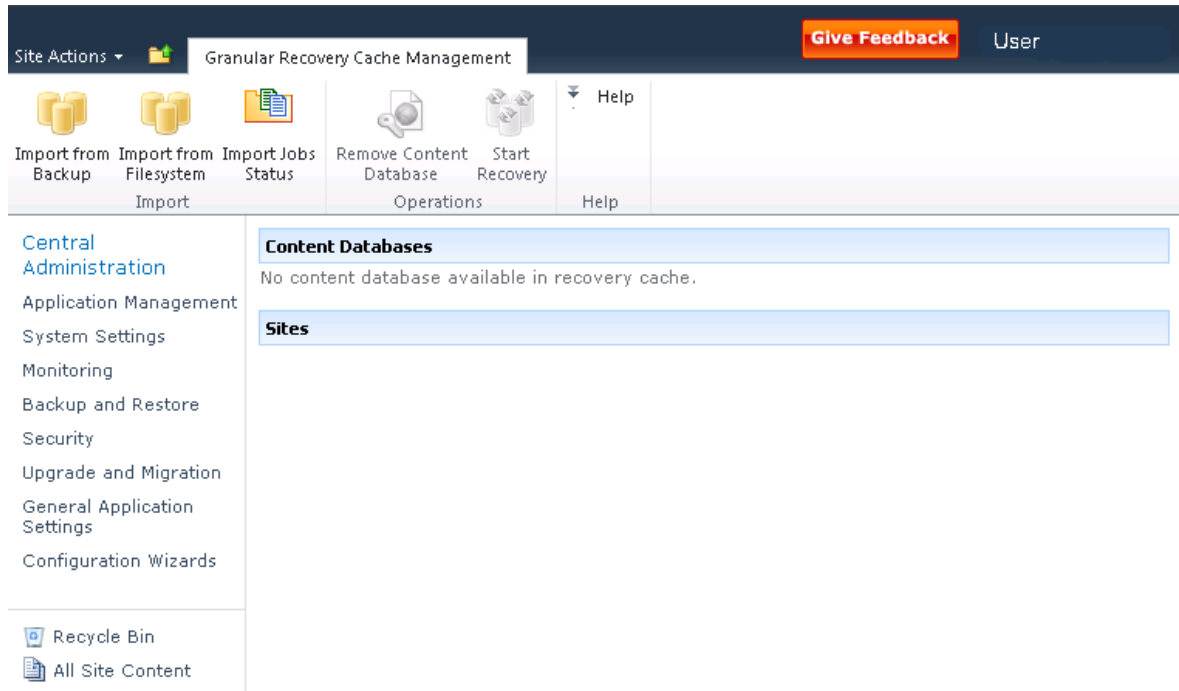 Site Actions
Granular Recovery Cache Management
Give Feedback
User
Import from Backup
Import from Filesystem
Import Jobs Status
Remove Content Database
Start Recovery
Help
Import
Operations
Help
Central
Administration
Application Management
System Settings
Monitoring
Backup and Restore
Security
Upgrade and Migration
General Application
Settings
Configuration Wizards
Recycle Bin
All Site Content
Content Databases
No content database available in recovery cache.
Sites